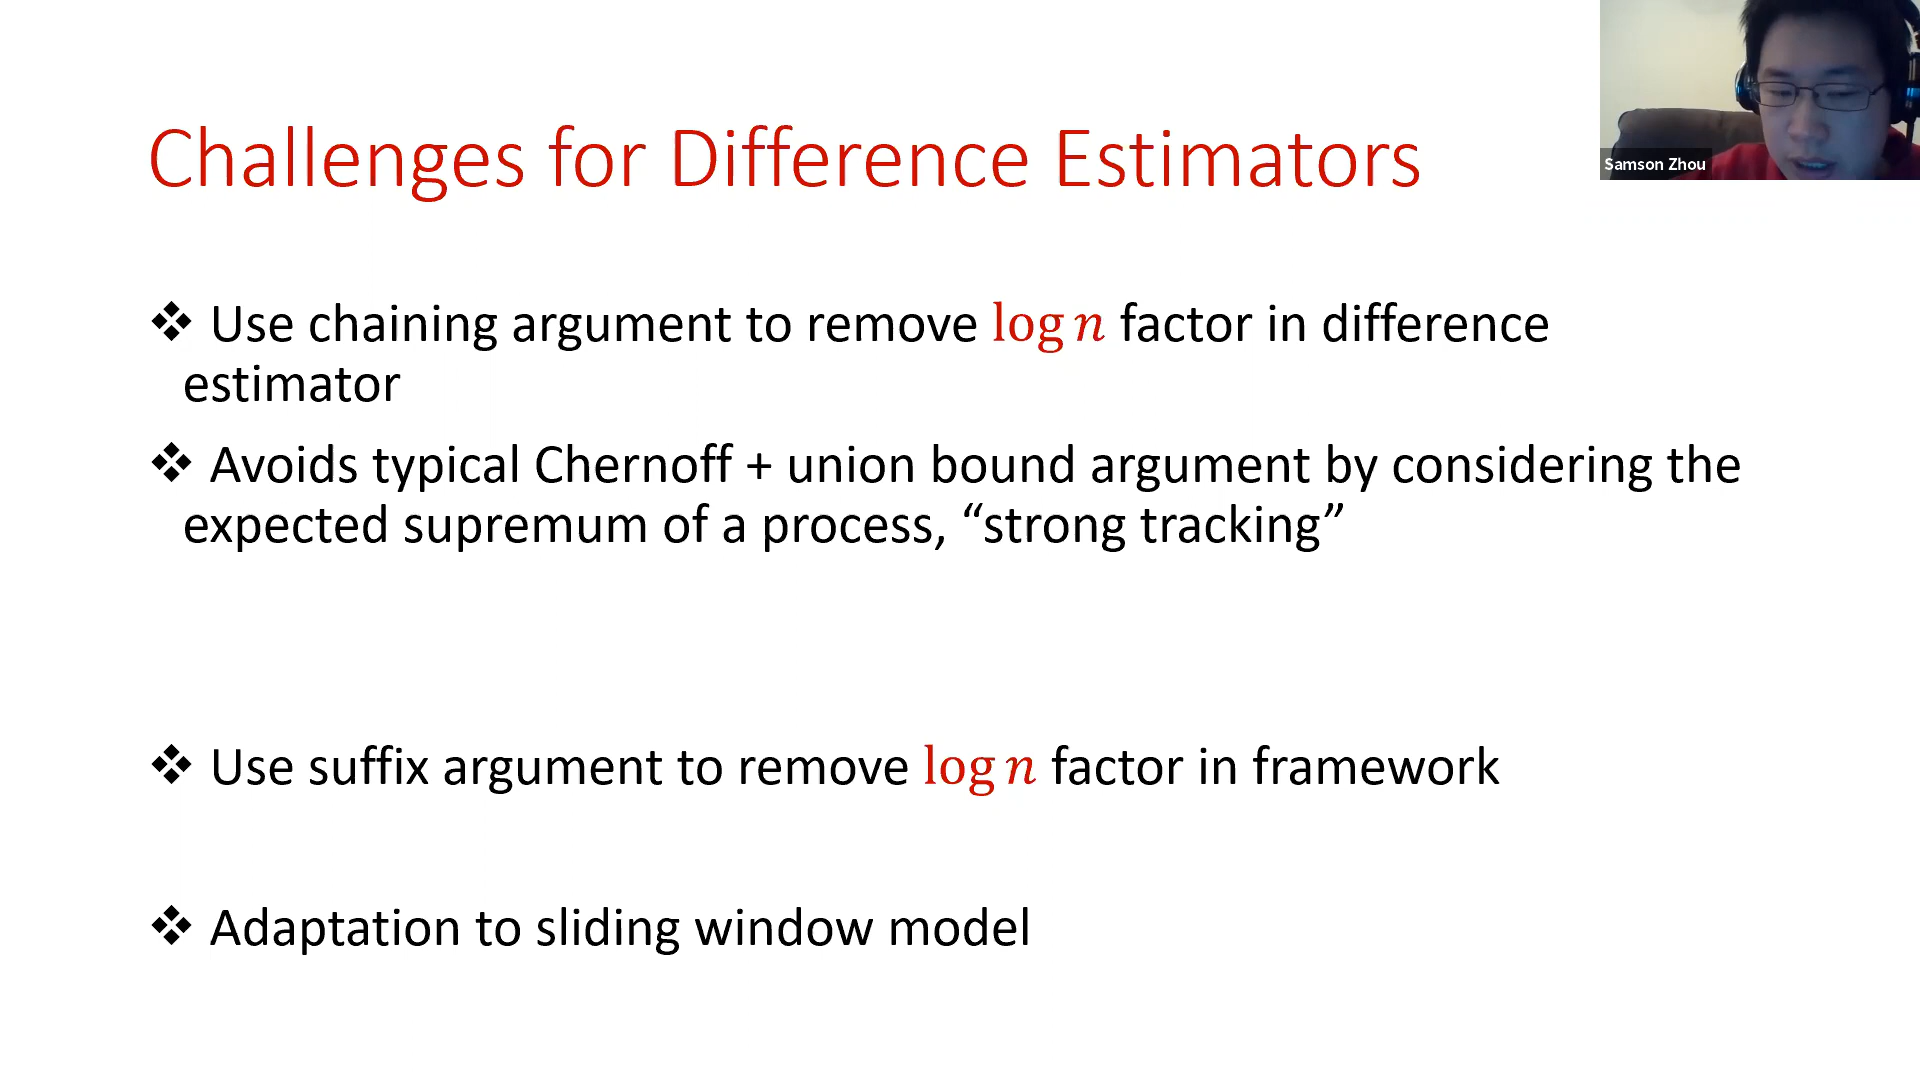 Challenges for Difference Estimators
Samson Zhou
❖ Use chaining argument to remove log n factor in difference
estimator
❖ Avoids typical Chernoff + union bound argument by considering the
expected supremum of a process, “strong tracking”
❖ Use suffix argument to remove log n factor in framework
❖ Adaptation to sliding window model